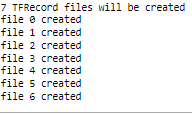 7 TFRecord files will be created
file 0 created
file 1 created
file 2 created
file 3 created
file 4 created
file 5 created
file 6 created